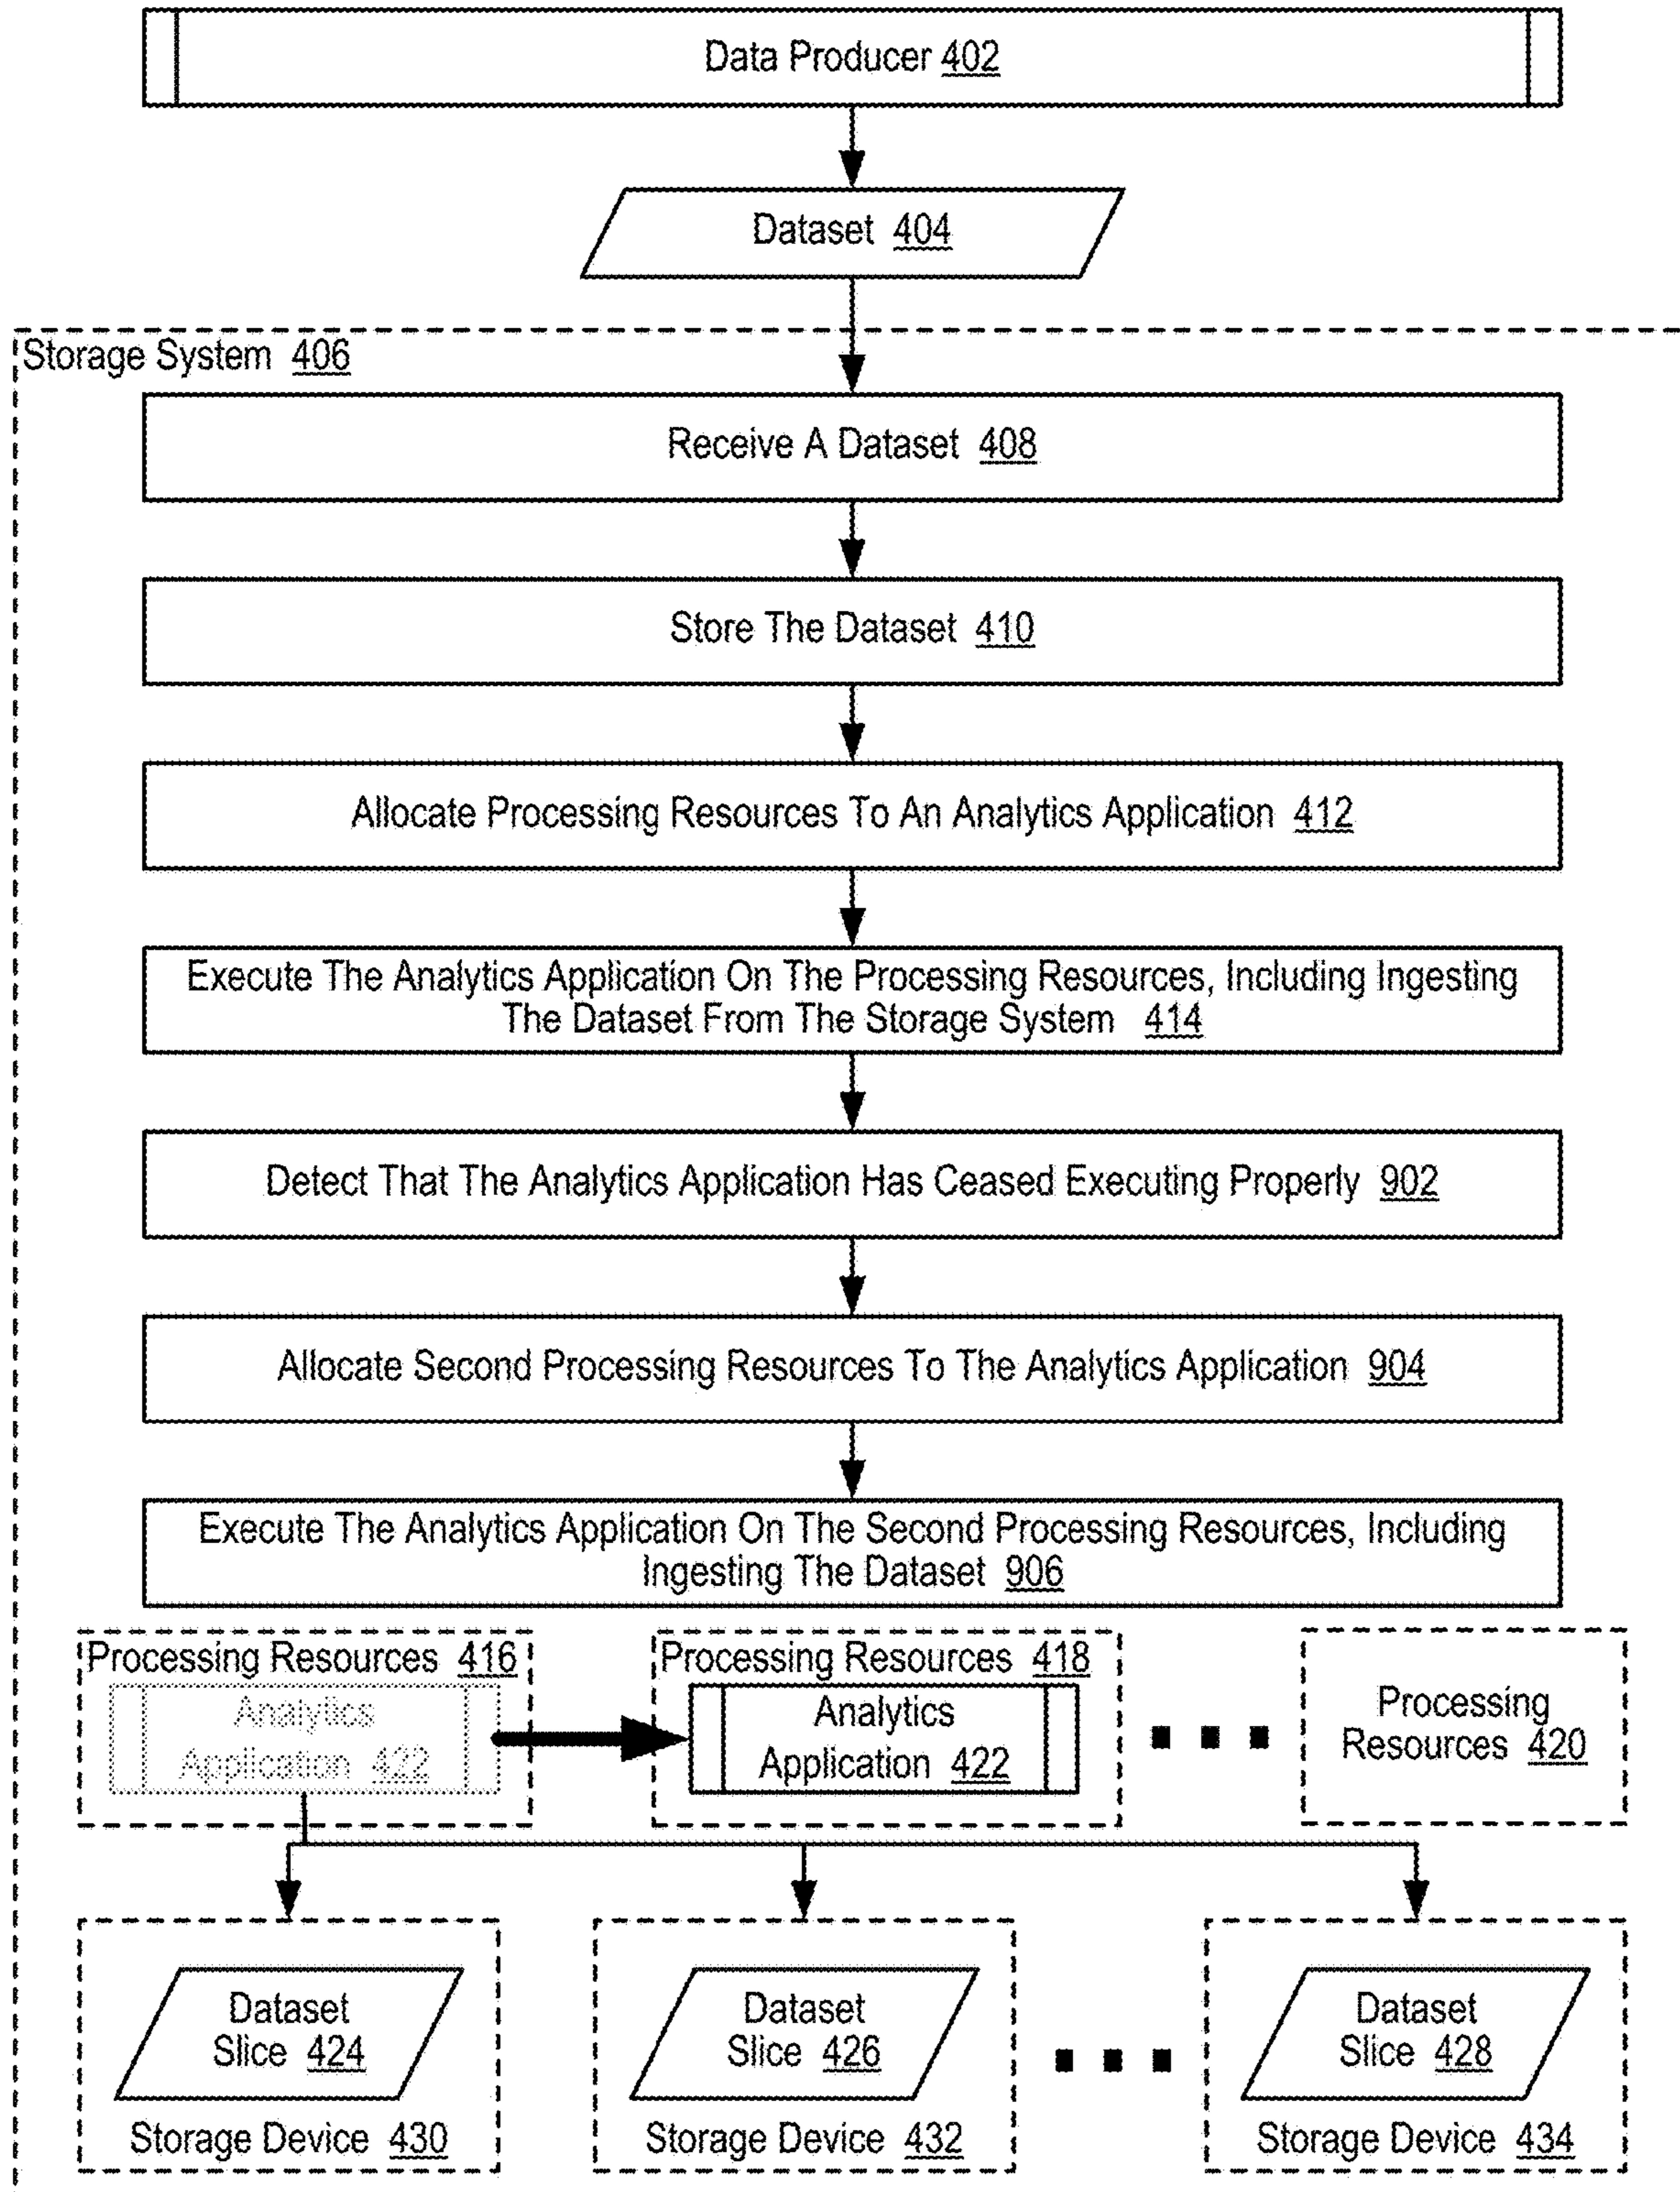 Data Producer 402
Dataset 404
Storage System 406
Receive A Dataset 408
Store The Dataset 410
Allocate Processing Resources To An Analytics Application 412
Execute The Analytics Application On The Processing Resources, Including Ingesting
The Dataset From The Storage System 414
Detect That The Analytics Application Has Ceased Executing Properly 902
Allocate Second Processing Resources To The Analytics Application 904
Execute The Analytics Application On The Second Processing Resources, Including
Ingesting The Dataset 906
Processing Resources 416
Analytics
Application 422
Processing Resources 418
Analytics
Application 422
Processing
Resources 420
Dataset
Slice 424
Storage Device 430
Dataset
Slice 426
Storage Device 432
Dataset
Slice 428
Storage Device 434